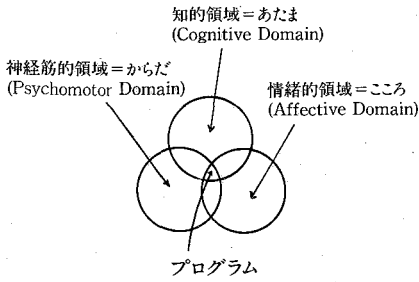 知的領域=あたま
(Cognitive Domain)
神経筋的領域=からだ
(Psychomotor Domain)
情緒的領域=こころ
(Affective Domain)
プログラム